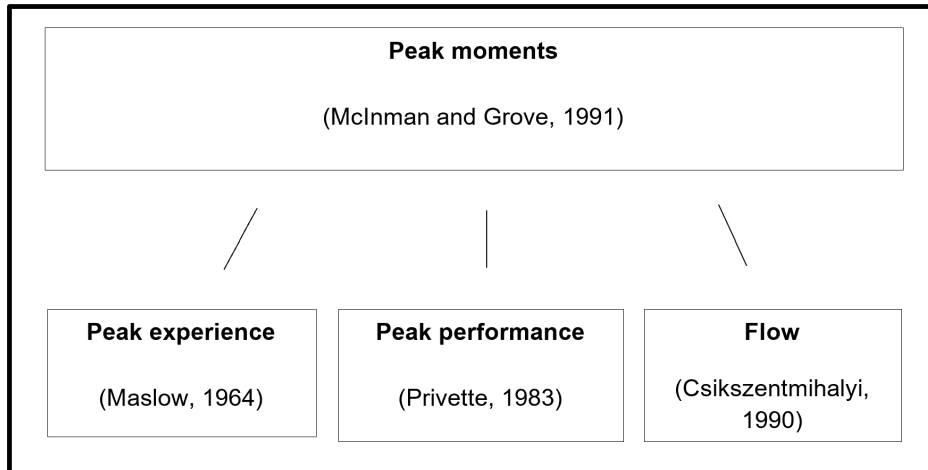 Peak moments
(McInman and Grove, 1991)
Peak experience
(Maslow, 1964)
Peak performance
(Privette, 1983)
Flow
(Csikszentmihalyi,
1990)